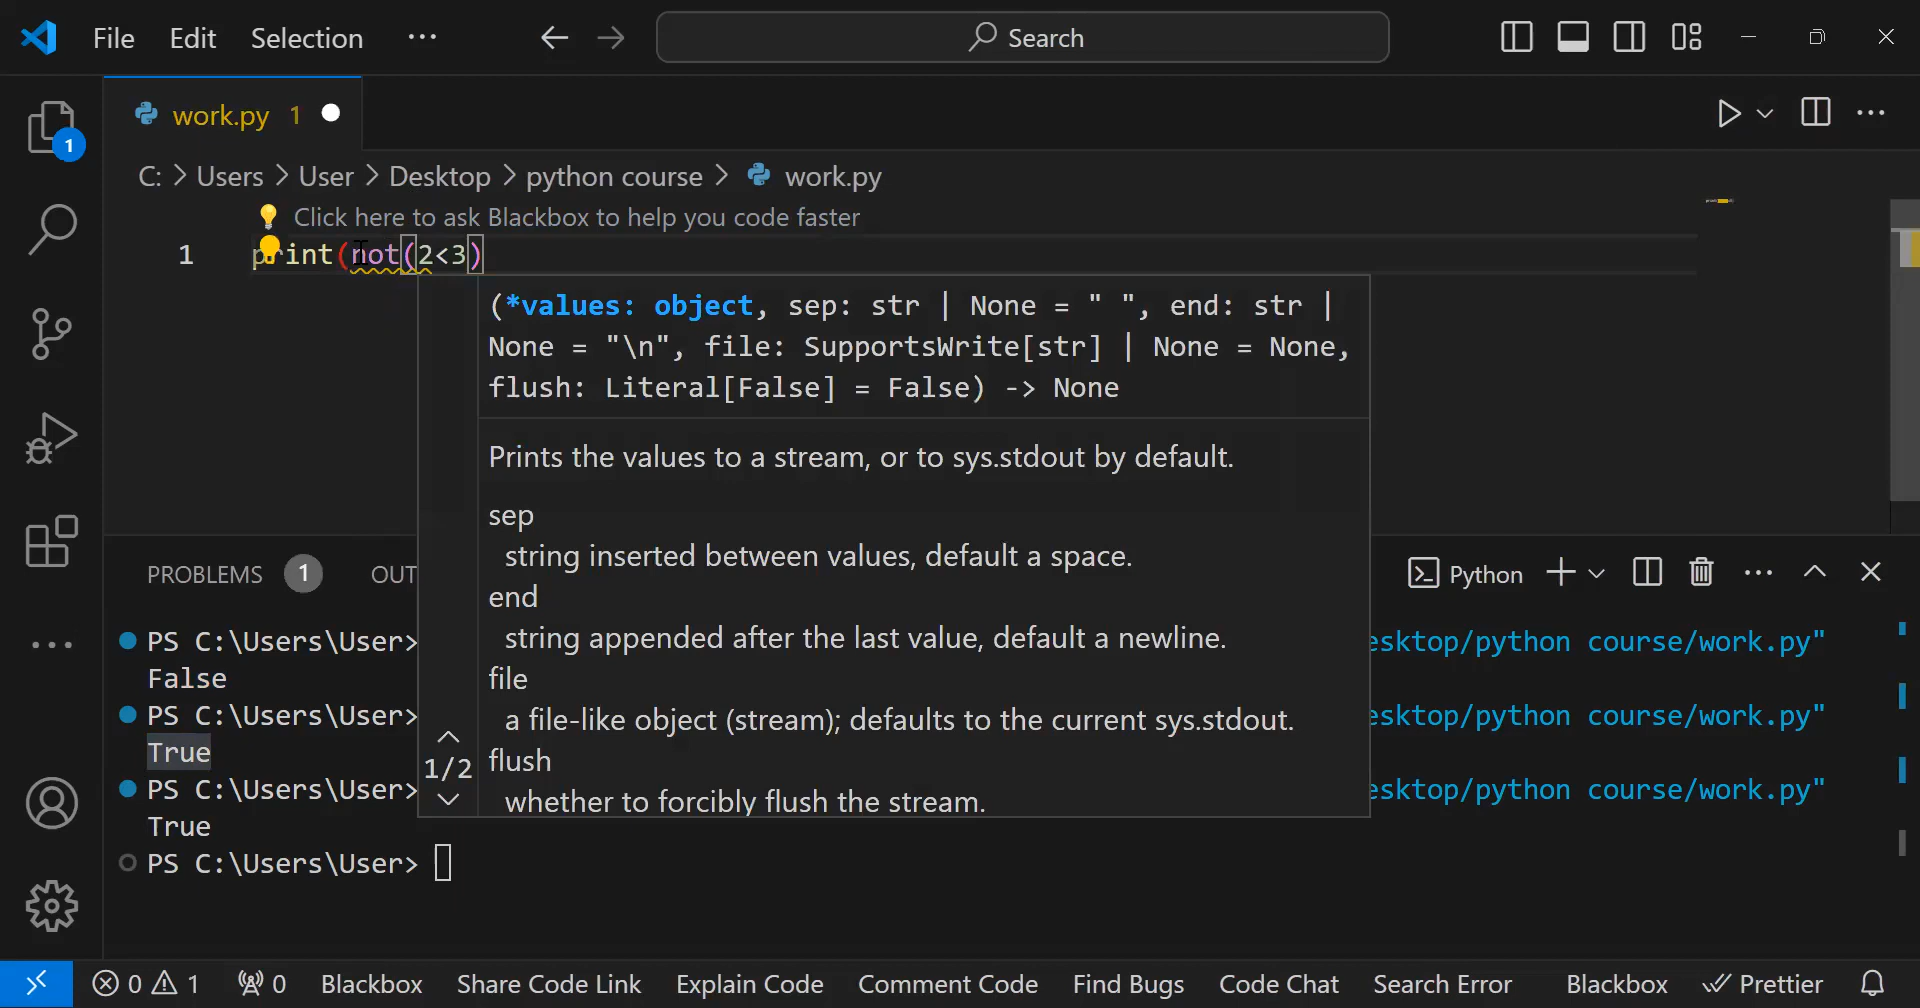 File Edit Selection ··· Search
work.py 1
C: > Users > User > Desktop > python course > work.py
Click here to ask Blackbox to help you code faster
1 print(not(2<3)
(*values: object, sep: str | None = " ", end: str |
None = "\n", file: SupportsWrite[str] | None = None,
flush: Literal[False] = False) -> None
Prints the values to a stream, or to sys.stdout by default.
sep
string inserted between values, default a space.
end
string appended after the last value, default a newline.
file
a file-like object (stream); defaults to the current sys.stdout.
flush
whether to forcibly flush the stream.
1/2
1
PROBLEMS 1 OUT
Python
PS C:\Users\User> esktop/python course/work.py"
False
PS C:\Users\User> esktop/python course/work.py"
True
PS C:\Users\User> esktop/python course/work.py"
True
PS C:\Users\User>
0 1 0 Blackbox Share Code Link Explain Code Comment Code Find Bugs Code Chat Search Error Blackbox Prettier